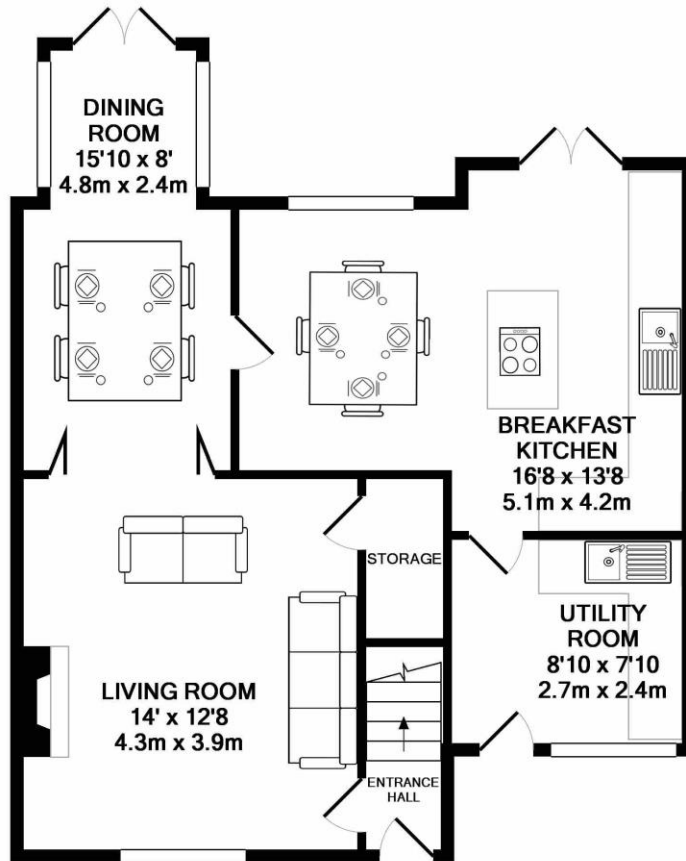 DINING
ROOM
15'10 x 8'
4.8m x 2.4m
BREAKFAST
KITCHEN
16'8 x 13'8
5.1m x 4.2m
STORAGE
UTILITY
ROOM
8'10 x 7'10
2.7m x 2.4m
LIVING ROOM
14' x 12'8
4.3m x 3.9m
ENTRANCE
HALL